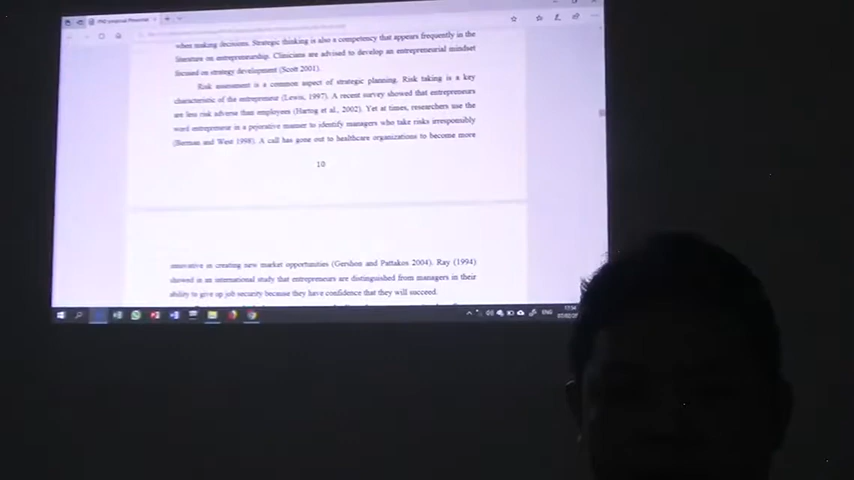 when making decisions. Strategic thinking is also a competency that appears frequently in the
literature on entrepreneurship. Clinicians are advised to develop an entrepreneurial mindset
focused on strategy development (Scott 2001).
Risk assessment is a common aspect of strategic planning. Risk taking is a key
characteristic of the entrepreneur (Lewis, 1997). A recent survey showed that entrepreneurs
are less risk adverse than employees (Hartog et al., 2002). Yet at times, researchers use the
word entrepreneur in a pejorative manner to identify managers who take risks irresponsibly
(Berman and West 1998). A call has gone out to healthcare organizations to become more
10
innovative in creating new market opportunities (Gershon and Pattakos 2004). Ray (1994)
showed in an international study that entrepreneurs are distinguished from managers in their
ability to give up job security because they have confidence that they will succeed.
ENG